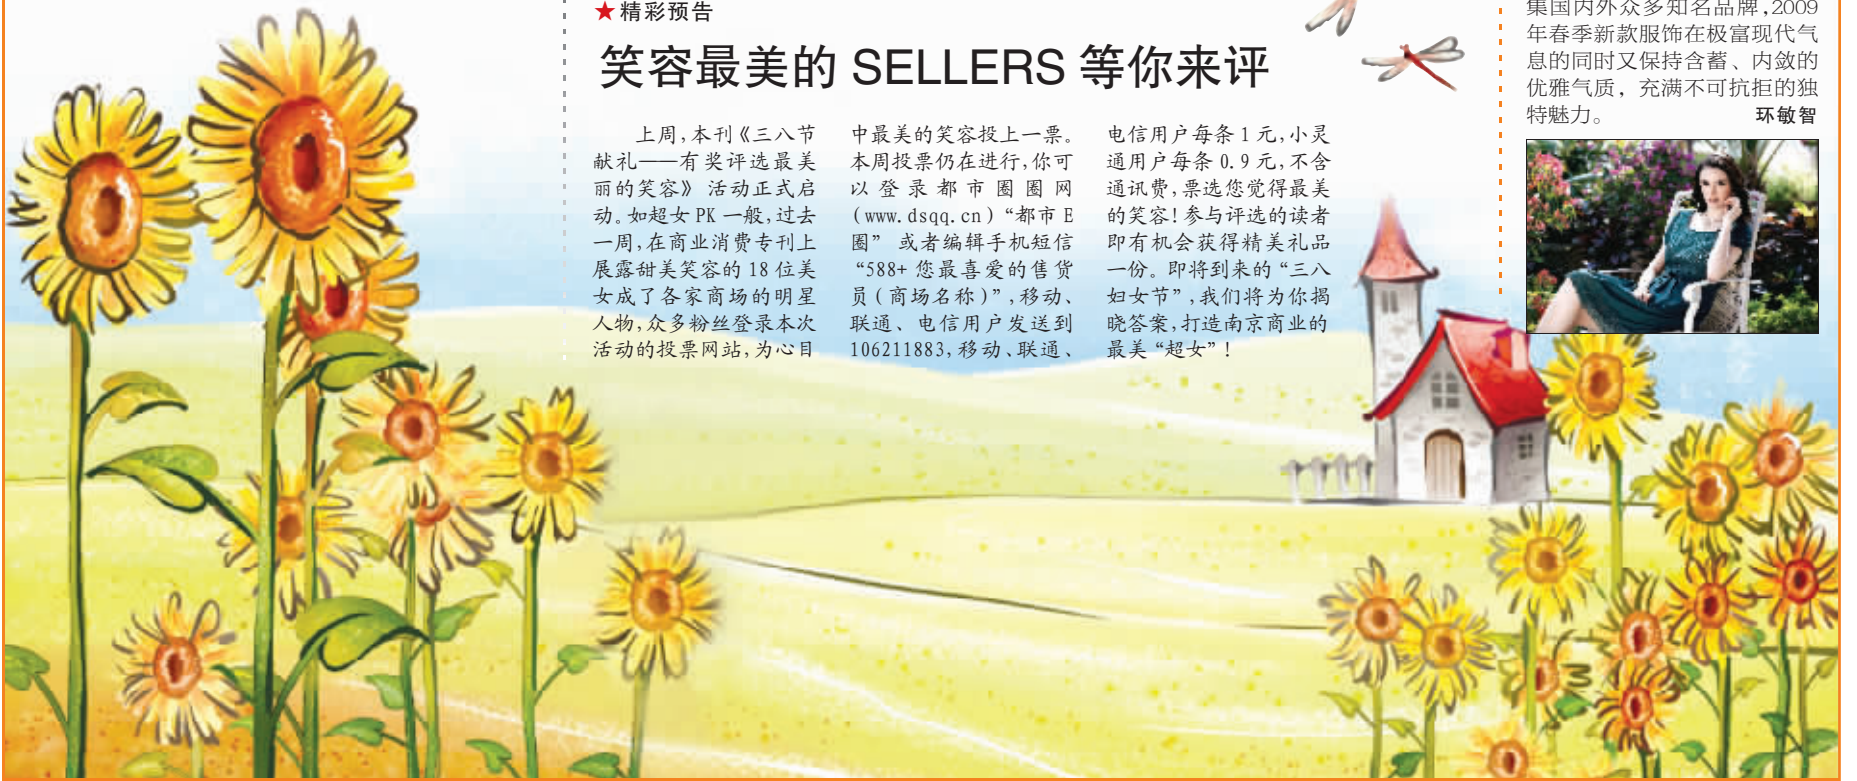 ★精彩预告
笑容最美的 SELLERS 等你来评
上周,本刊《三八节
献礼——有奖评选最美
丽的笑容》 活动正式启
动。如超女 PK 一般,过去
一周,在商业消费专刊上
展露甜美笑容的 18 位美
女成了各家商场的明星
人物,众多粉丝登录本次
活动的投票网站,为心目
中最美的笑容投上一票。
本周投票仍在进行,你可
以登录都市圈圈网
(www.dsqq.cn)“都市 E
圈” 或者编辑手机短信
“588+ 您最喜爱的售货
员(商场名称)”,移动、
联通、电信用户发送到
106211883,移动、联通、
电信用户每条 1 元,小灵
通用户每条 0.9 元,不含
通讯费,票选您觉得最美
的笑容!参与评选的读者
即有机会获得精美礼品
一份。即将到来的“三八
妇女节”,我们将为你揭
晓答案,打造南京商业的
最美“超女”!
集国内外众多知名品牌,2009
年春季新款服饰在极富现代气
息的同时又保持含蓄、内敛的
优雅气质，充满不可抗拒的独
特魅力。 环敏智